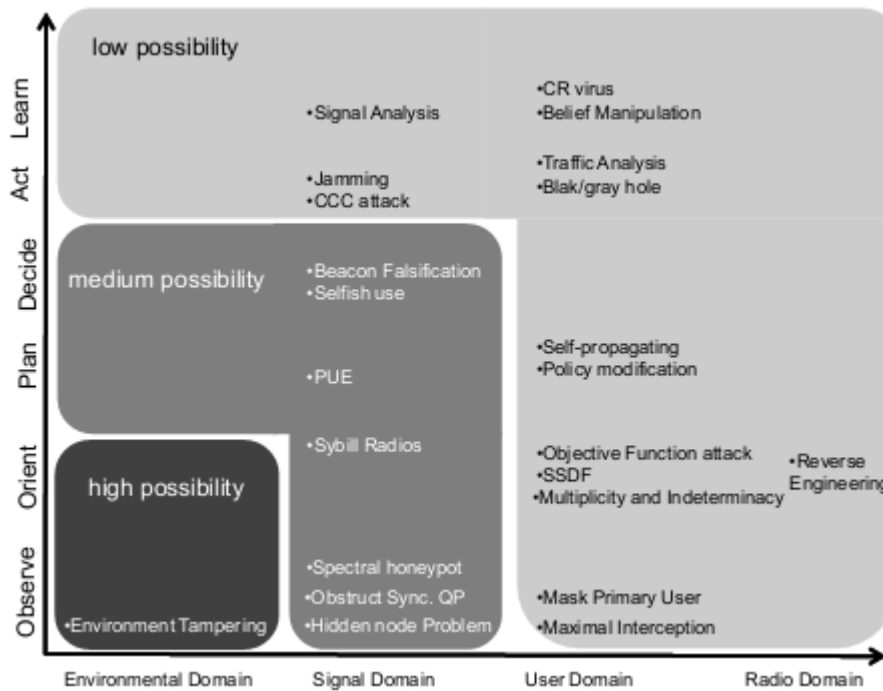 low possibility
•CR virus
•Signal Analysis
•Belief Manipulation
•Traffic Analysis
•Jamming
•Blak/gray hole
•CCC attack
medium possibility
•Beacon Falsification
•Selfish use
•Self-propagating
•PUE
•Policy modification
•Sybill Radios
•Objective Function attack
•SSDF
•Multiplicity and Indeterminacy
•Reverse
Engineering
high possibility
•Spectral honeypot
•Obstruct Sync. QP
•Hidden node Problem
•Mask Primary User
•Maximal Interception
•Environment Tampering
Learn
Act
Decide
Plan
Orient
Observe
Environmental Domain
Signal Domain
User Domain
Radio Domain